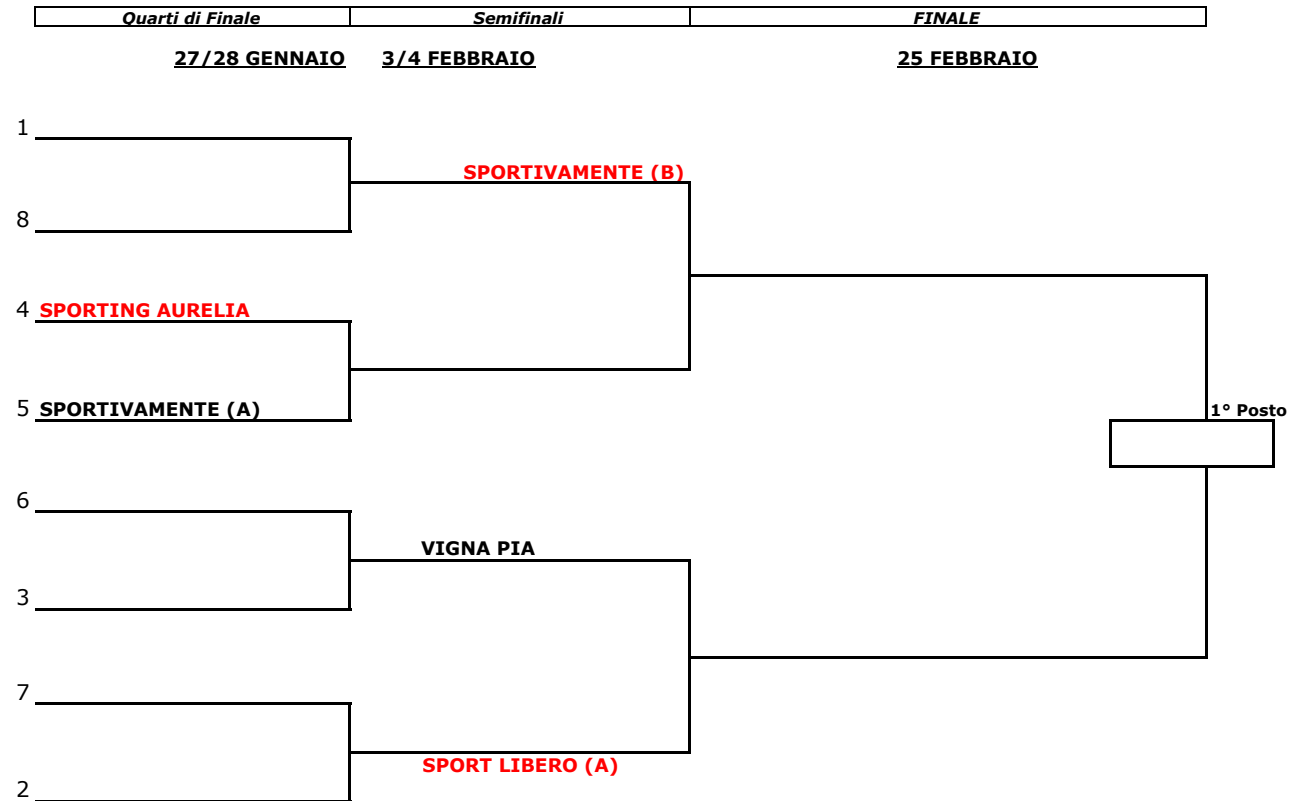 Quarti di Finale Semifinali FINALE
27/28 GENNAIO 3/4 FEBBRAIO 25 FEBBRAIO
1
SPORTIVAMENTE (B)
8
4 SPORTING AURELIA
5 SPORTIVAMENTE (A)
1° Posto
6
VIGNA PIA
3
7
SPORT LIBERO (A)
2